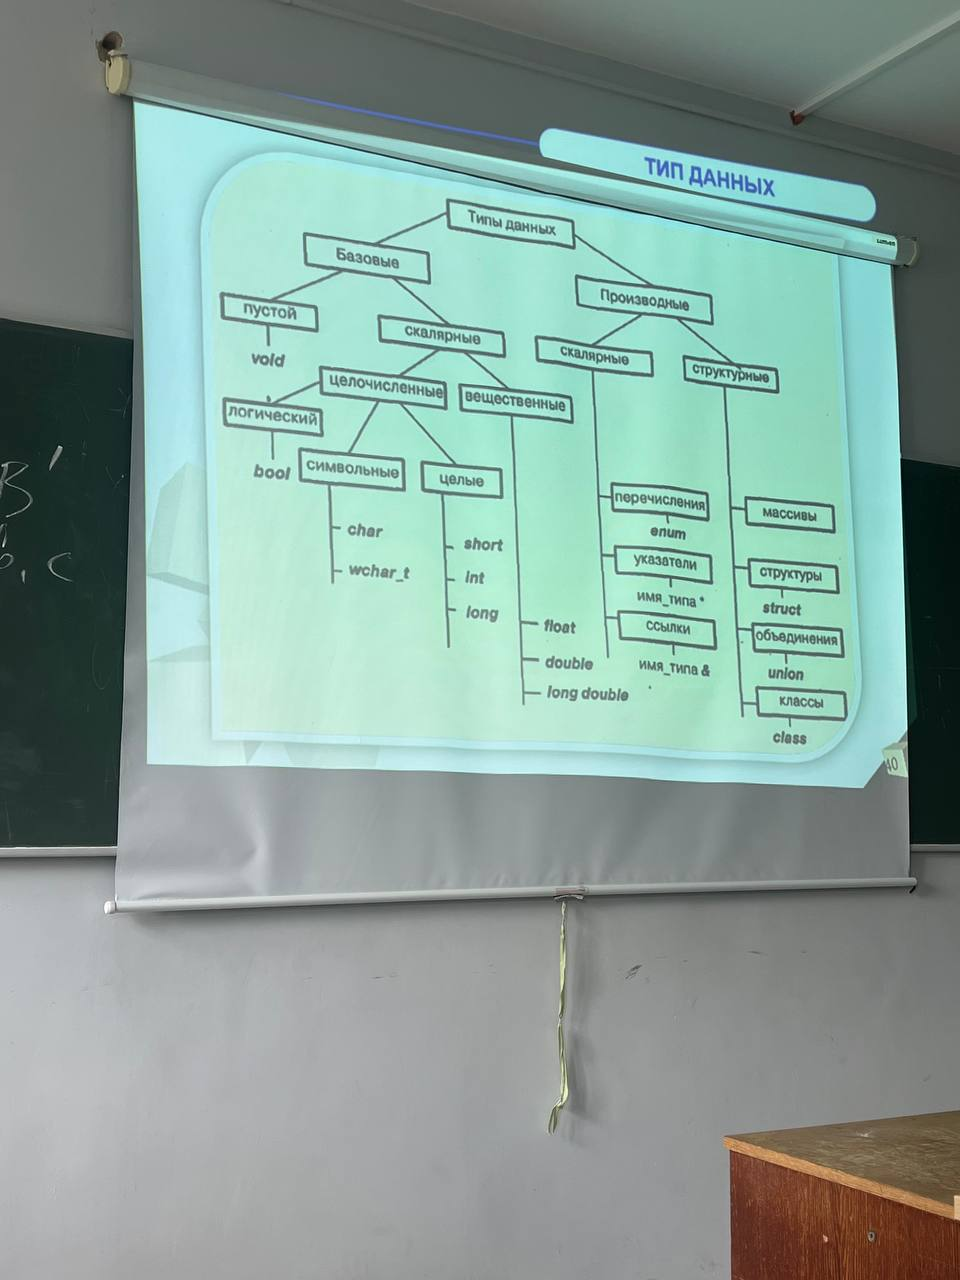 ТИП ДАННЫХ
Типы данных
Базовые
Производные
пустой
скалярные
скалярные
структурные
void
целочисленные
вещественные
логический
bool
символьные
целые
перечисления
массивы
char
short
enum
wchar_t
int
указатели
структуры
long
имя_типа *
struct
float
ссылки
объединения
double
имя_типа &
union
long double
классы
class
40
В'
, с